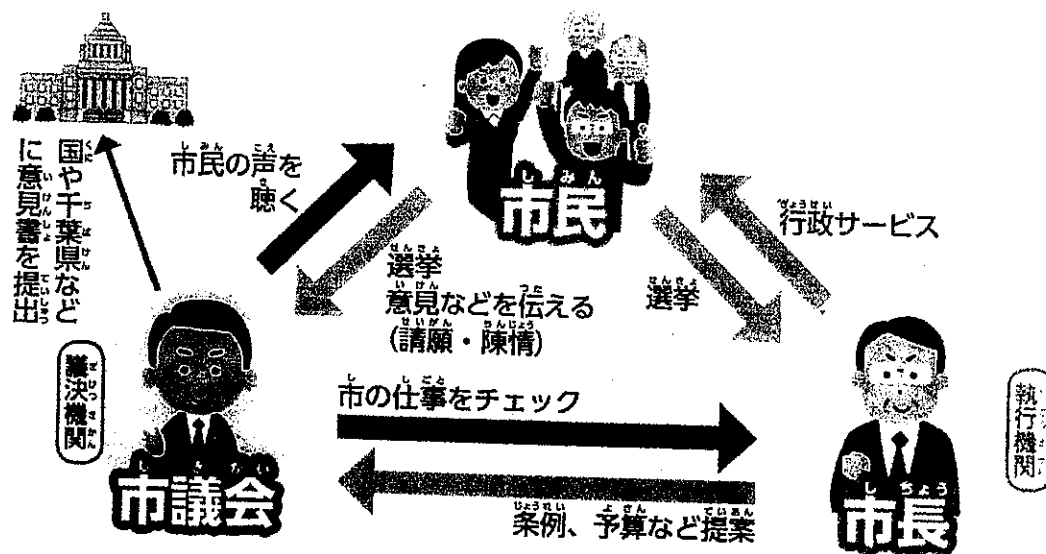 国や千葉県など
に意見書を提出
市民の声を
聴く
市民
選挙
意見などを伝える
(請願・陳情)
選挙
行政サービス
議決機関
市議会
市の仕事をチェック
条例、予算など提案
市長
執行機関